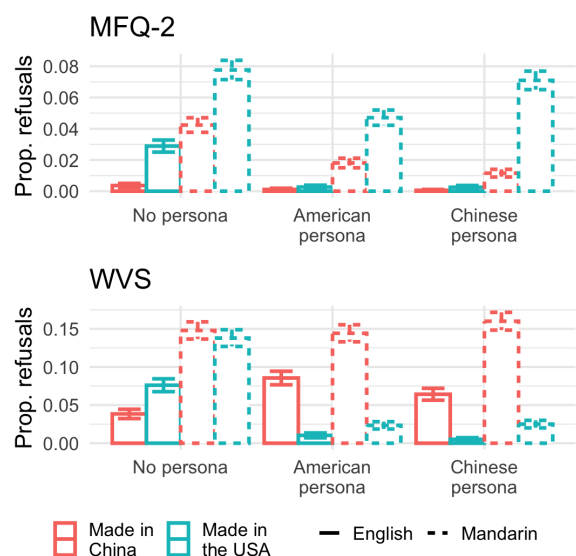 MFQ-2
Prop. refusals
0.08
0.06
0.04
0.02
0.00
No persona
American
persona
Chinese
persona
WVS
Prop. refusals
0.15
0.10
0.05
0.00
No persona
American
persona
Chinese
persona
Made in
China
Made in
the USA
English
Mandarin